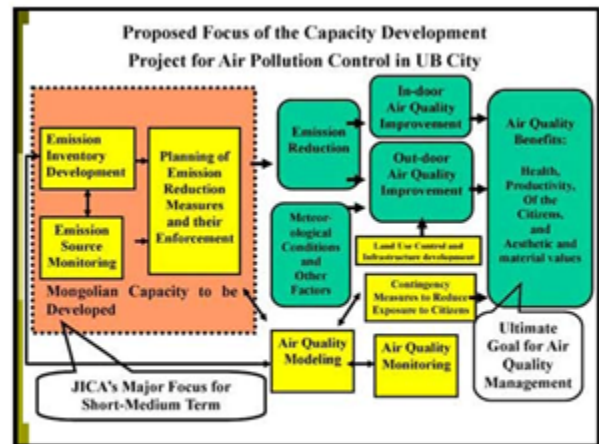 Proposed Focus of the Capacity Development
Project for Air Pollution Control in UB City
Emission
Inventory
Development
Emission
Source
Monitoring
Planning of
Emission
Reduction
Measures
and their
Enforcement
Mongolian Capacity to be
Developed
JICA's Major Focus for
Short-Medium Term
Emission
Reduction
Meteor-
ological
Conditions
and
Other
Factors
In-door
Air Quality
Improvement
Out-door
Air Quality
Improvement
Land Use Control and
Infrastructure development
Contingency
Measures to Reduce
Exposure to Citizens
Air Quality
Modeling
Air Quality
Monitoring
Air Quality
Benefits:
Health,
Productivity,
Of the
Citizens,
and
Aesthetic and
material values
Ultimate
Goal for Air
Quality
Management